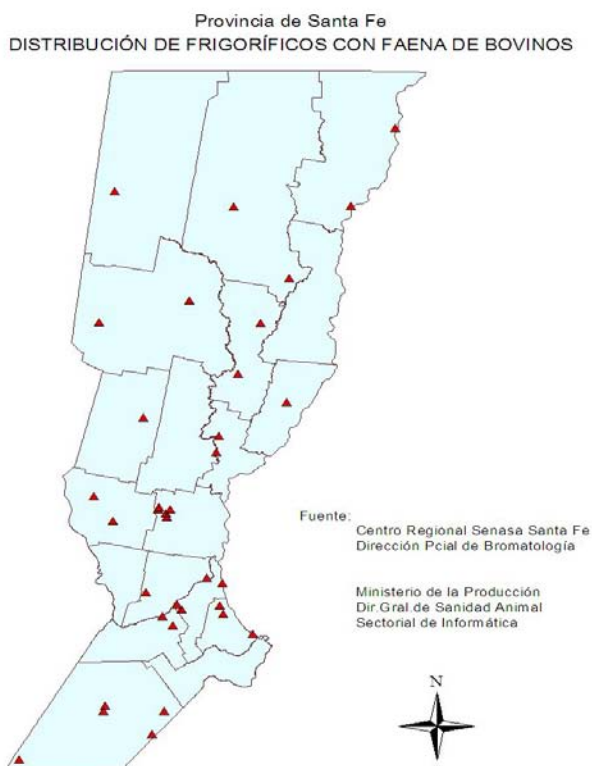 Provincia de Santa Fe
DISTRIBUCIÓN DE FRIGORÍFICOS CON FAENA DE BOVINOS
Fuente:
Centro Regional Senasa Santa Fe
Dirección Pcial de Bromatología
Ministerio de la Producción
Dir.Gral.de Sanidad Animal
Sectorial de Informática
N